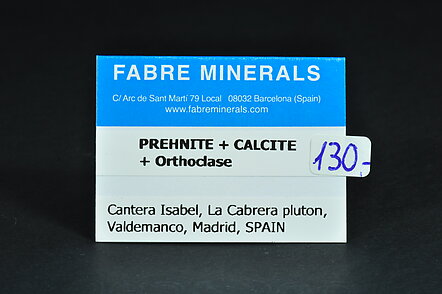 FABRE MINERALS
C/ Arc de Sant Martí 79 Local 08032 Barcelona (Spain)
www.fabreminerals.com
PREHNITE + CALCITE
+ Orthoclase
130,-
Cantera Isabel, La Cabrera pluton,
Valdemanco, Madrid, SPAIN